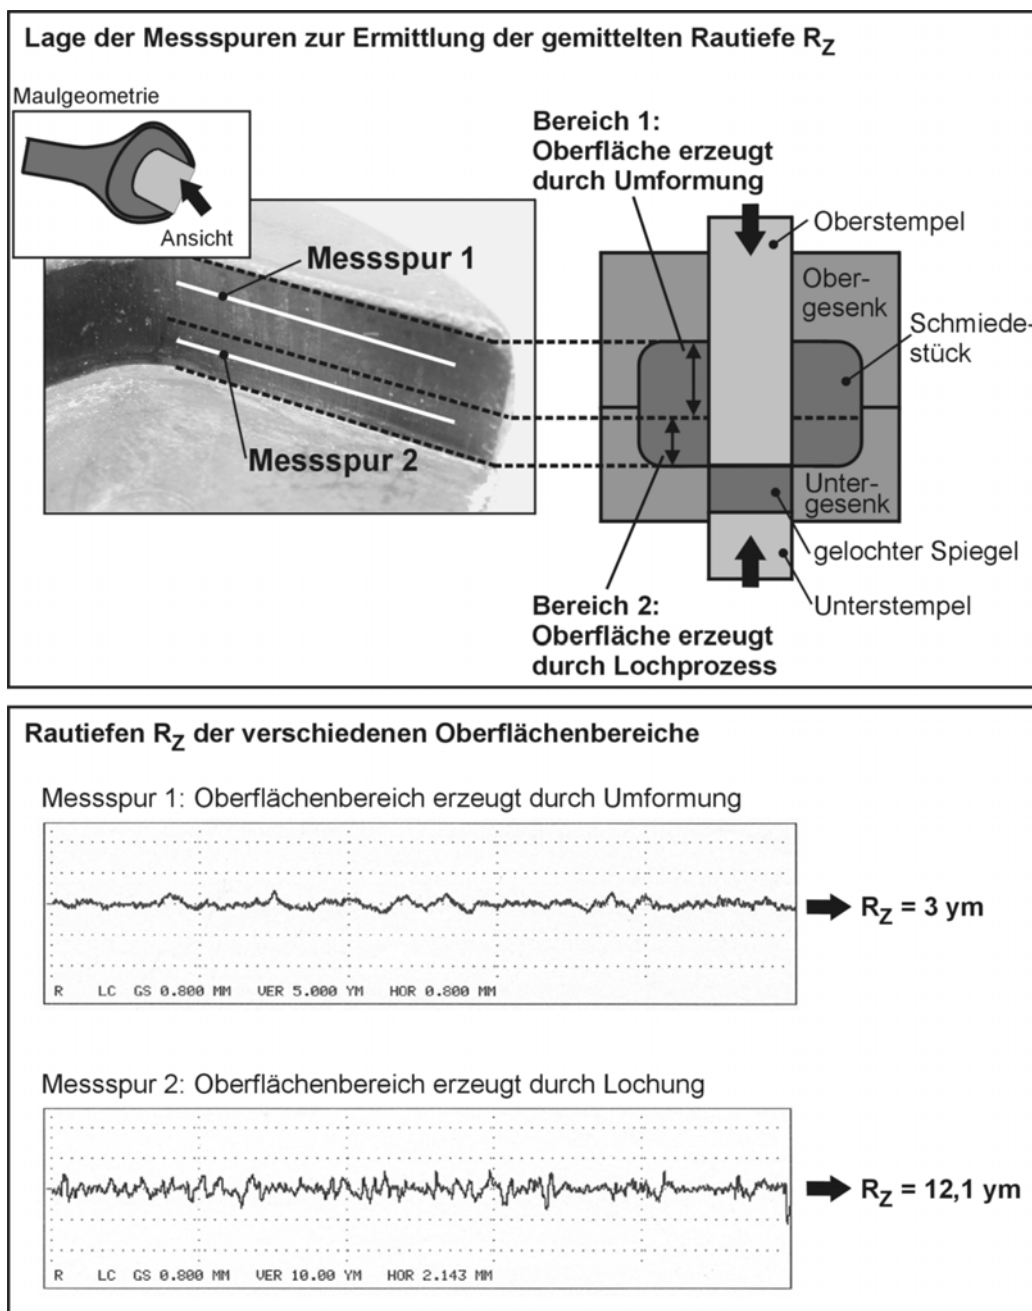 Lage der Messspuren zur Ermittlung der gemittelten Rautiefe RZ
Maulgeometrie
Ansicht
Messspur 1
Messspur 2
Bereich 1:
Oberfläche erzeugt
durch Umformung
Oberstempel
Ober-
gesenk
Schmiede-
stück
Unter-
gesenk
gelochter Spiegel
Unterstempel
Bereich 2:
Oberfläche erzeugt
durch Lochprozess
Rautiefen RZ der verschiedenen Oberflächenbereiche
Messspur 1: Oberflächenbereich erzeugt durch Umformung
R LC GS 0.800 MM VER 5.000 YM HOR 0.800 MM
RZ = 3 ym
Messspur 2: Oberflächenbereich erzeugt durch Lochung
R LC GS 0.800 MM VER 10.00 YM HOR 2.143 MM
RZ = 12,1 ym